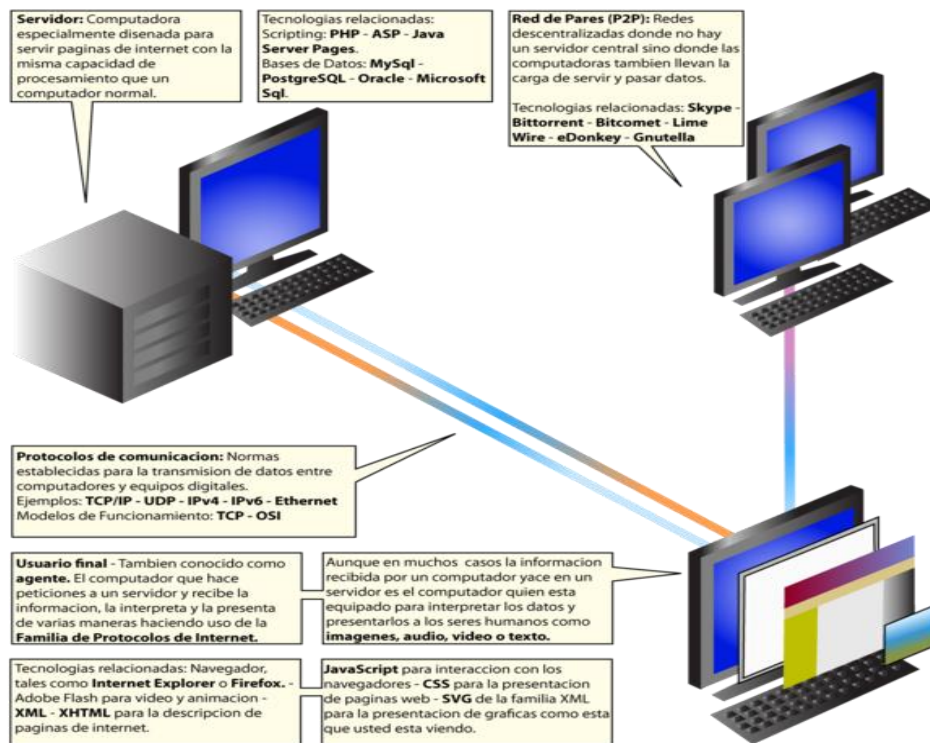 Servidor: Computadora
especialmente disenada para
servir paginas de internet con la
misma capacidad de
procesamiento que un
computador normal.
Tecnologias relacionadas:
Scripting: PHP - ASP - Java
Server Pages.
Bases de Datos: MySql -
PostgreSQL - Oracle - Microsoft
Sql.
Red de Pares (P2P): Redes
descentralizadas donde no hay
un servidor central sino donde las
computadoras tambien llevan la
carga de servir y pasar datos.
Tecnologias relacionadas: Skype -
Bittorrent - Bitcomet - Lime
Wire - eDonkey - Gnutella
Protocolos de comunicacion: Normas
establecidas para la transmision de datos entre
computadores y equipos digitales.
Ejemplos: TCP/IP - UDP - IPv4 - IPv6 - Ethernet
Modelos de Funcionamiento: TCP - OSI
Usuario final - Tambien conocido como
agente. El computador que hace
peticiones a un servidor y recibe la
informacion, la interpreta y la presenta
de varias maneras haciendo uso de la
Familia de Protocolos de Internet.
Aunque en muchos casos la informacion
recibida por un computador yace en un
servidor es el computador quien esta
equipado para interpretar los datos y
presentarlos a los seres humanos como
imagenes, audio, video o texto.
Tecnologias relacionadas: Navegador,
tales como Internet Explorer o Firefox. -
Adobe Flash para video y animacion -
XML - XHTML para la descripcion de
paginas de internet.
JavaScript para interaccion con los
navegadores - CSS para la presentacion
de paginas web - SVG de la familia XML
para la presentacion de graficas como esta
que usted esta viendo.